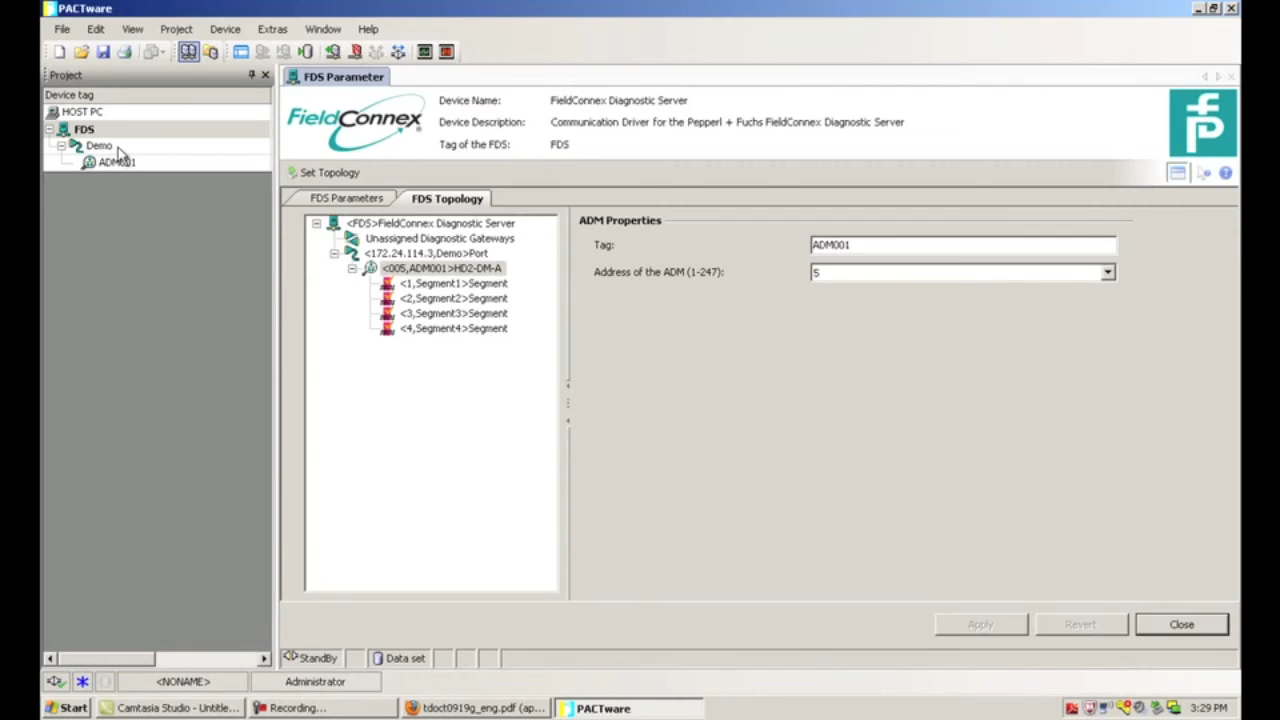 PACTware
File Edit View Project Device Extras Window Help
Project
Device tag
HOST PC
FDS
Demo
ADM001
FDS Parameter
FieldConnex
Device Name: FieldConnex Diagnostic Server
Device Description: Communication Driver for the Pepperl + Fuchs FieldConnex Diagnostic Server
Tag of the FDS: FDS
Set Topology
FDS Parameters FDS Topology
<FDS>FieldConnex Diagnostic Server
Unassigned Diagnostic Gateways
<172.24.114.3,Demo>Port
<005,ADM001>HD2-DM-A
<1,Segment1>Segment
<2,Segment2>Segment
<3,Segment3>Segment
<4,Segment4>Segment
ADM Properties
Tag: ADM001
Address of the ADM (1-247): 5
Apply Revert Close
StandBy Data set
<NONAME> Administrator
Start Camtasia Studio - Untitle... Recording... tdoct0919g_eng.pdf (ap... PACTware 3:29 PM